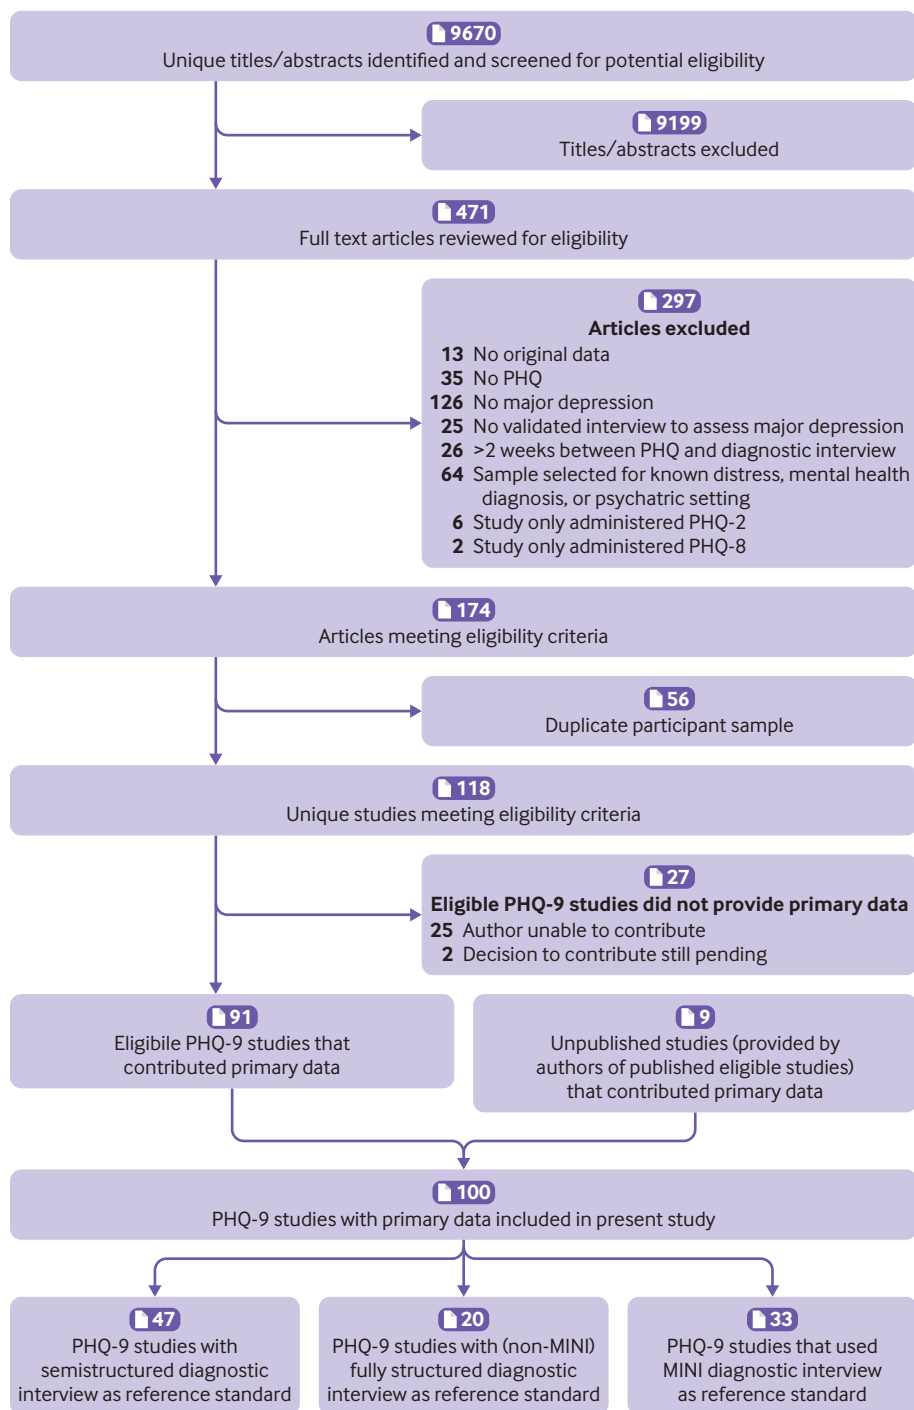 9670
Unique titles/abstracts identified and screened for potential eligibility
9199
Titles/abstracts excluded
471
Full text articles reviewed for eligibility
297
Articles excluded
13 No original data
35 No PHQ
126 No major depression
25 No validated interview to assess major depression
26 >2 weeks between PHQ and diagnostic interview
64 Sample selected for known distress, mental health
diagnosis, or psychatric setting
6 Study only administered PHQ-2
2 Study only administered PHQ-8
174
Articles meeting eligibility criteria
56
Duplicate participant sample
118
Unique studies meeting eligibility criteria
27
Eligible PHQ-9 studies did not provide primary data
25 Author unable to contribute
2 Decision to contribute still pending
91
Eligibile PHQ-9 studies that
contributed primary data
9
Unpublished studies (provided by
authors of published eligible studies)
that contributed primary data
100
PHQ-9 studies with primary data included in present study
47
PHQ-9 studies with
semistructured diagnostic
interview as reference standard
20
PHQ-9 studies with (non-MINI)
fully structured diagnostic
interview as reference standard
33
PHQ-9 studies that used
MINI diagnostic interview
as reference standard